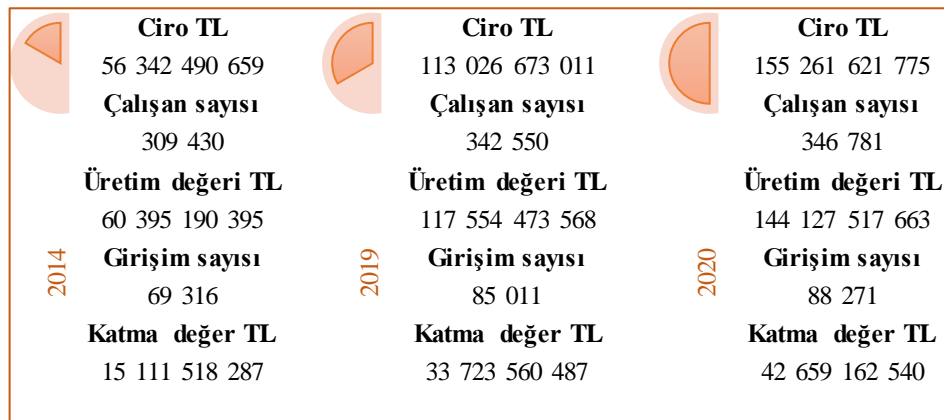 2014
Ciro TL
56 342 490 659
Çalışan sayısı
309 430
Üretim değeri TL
60 395 190 395
Girişim sayısı
69 316
Katma değer TL
15 111 518 287
2019
Ciro TL
113 026 673 011
Çalışan sayısı
342 550
Üretim değeri TL
117 554 473 568
Girişim sayısı
85 011
Katma değer TL
33 723 560 487
2020
Ciro TL
155 261 621 775
Çalışan sayısı
346 781
Üretim değeri TL
144 127 517 663
Girişim sayısı
88 271
Katma değer TL
42 659 162 540